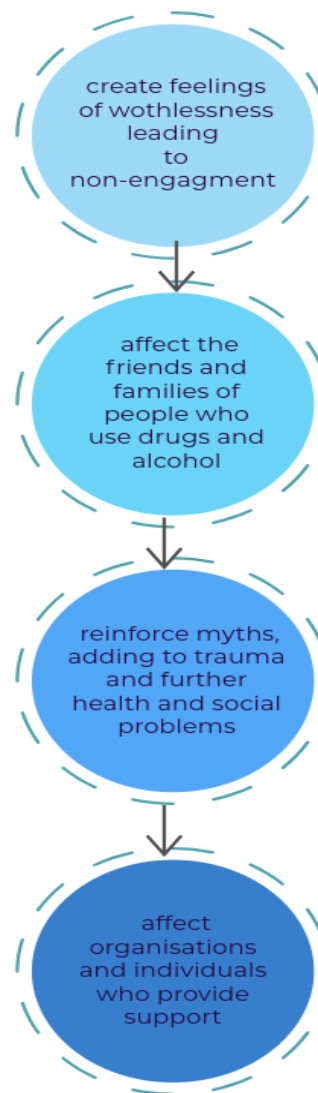 create feelings
of wothlessness
leading
to
non-engagment
affect the
friends and
families of
people who
use drugs and
alcohol
reinforce myths,
adding to trauma
and further
health and social
problems
affect
organisations
and individuals
who provide
support